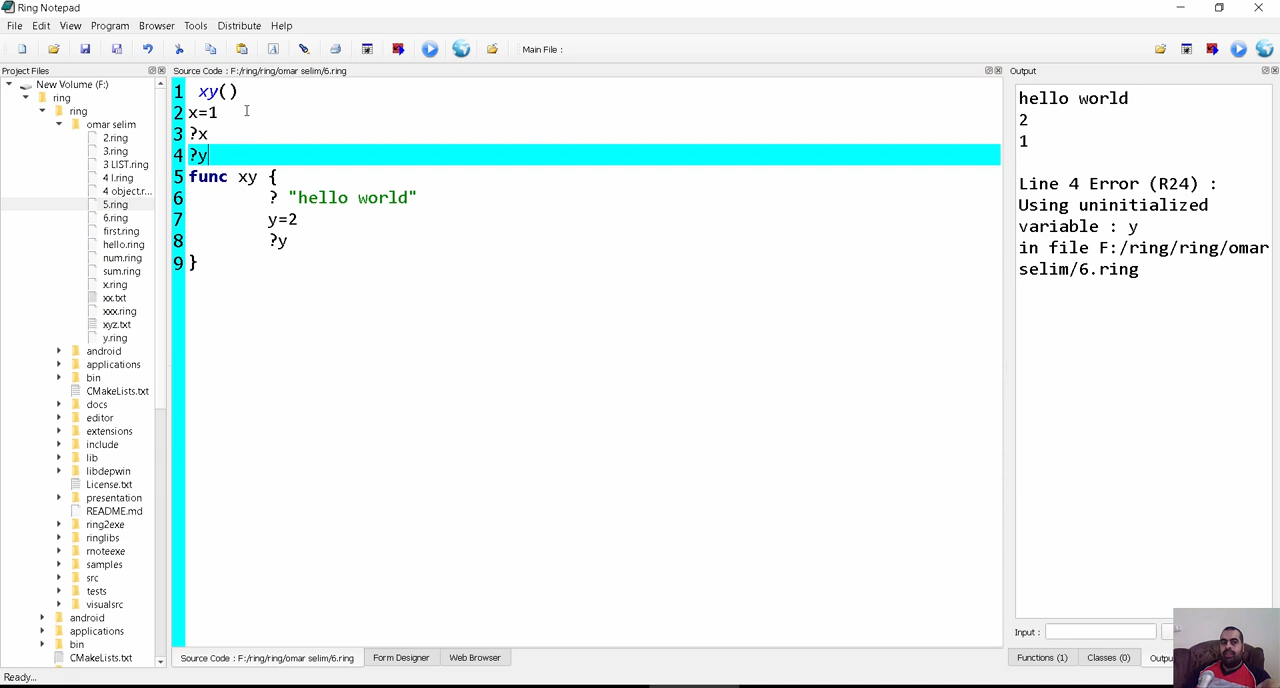 Ring Notepad
File Edit View Program Browser Tools Distribute Help
Main File :
Project Files
Source Code : F:/ring/ring/omar selim/6.ring
Output
New Volume (F:)
ring
ring
omar selim
2.ring
3.ring
3 LIST.ring
4 l.ring
4 object.r...
5.ring
6.ring
first.ring
hello.ring
num.ring
sum.ring
x.ring
xx.txt
xxx.ring
xyz.txt
y.ring
android
applications
bin
CMakeLists.txt
docs
editor
extensions
include
lib
libdepwin
License.txt
presentation
README.md
ring2exe
ringlibs
rnoteexe
samples
src
tests
visualsrc
android
applications
bin
CMakeLists.txt
1 xy()
2 x=1
3 ?x
4 ?y
5 func xy {
6 ? "hello world"
7 y=2
8 ?y
9 }
hello world
2
1
Line 4 Error (R24) :
Using uninitialized
variable : y
in file F:/ring/ring/omar
selim/6.ring
Input :
Source Code : F:/ring/ring/omar selim/6.ring Form Designer Web Browser
Functions (1) Classes (0) Outpu
Ready...